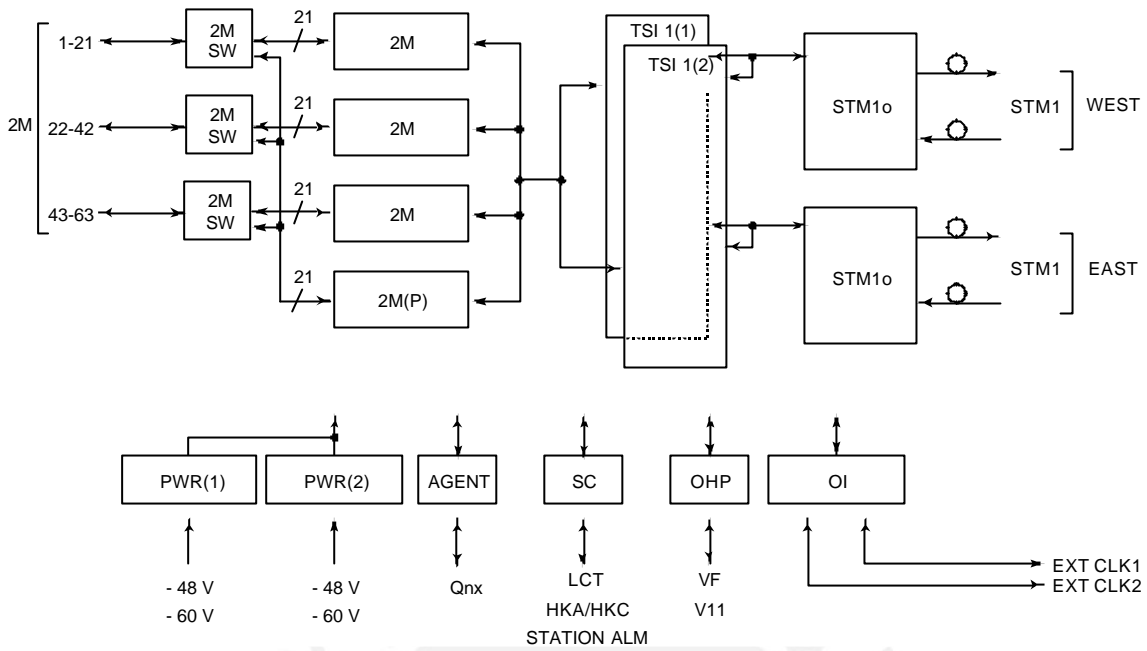 TSI 1(1)
TSI 1(2)
21
1-21
2M
SW
2M
STM1o
STM1
WEST
21
2M
22-42
2M
SW
2M
21
43-63
2M
SW
2M
STM1o
STM1
EAST
21
2M(P)
PWR(1)
PWR(2)
AGENT
SC
OHP
OI
EXT CLK1
EXT CLK2
- 48 V
- 60 V
- 48 V
- 60 V
Qnx
LCT
HKA/HKC
STATION ALM
VF
V11